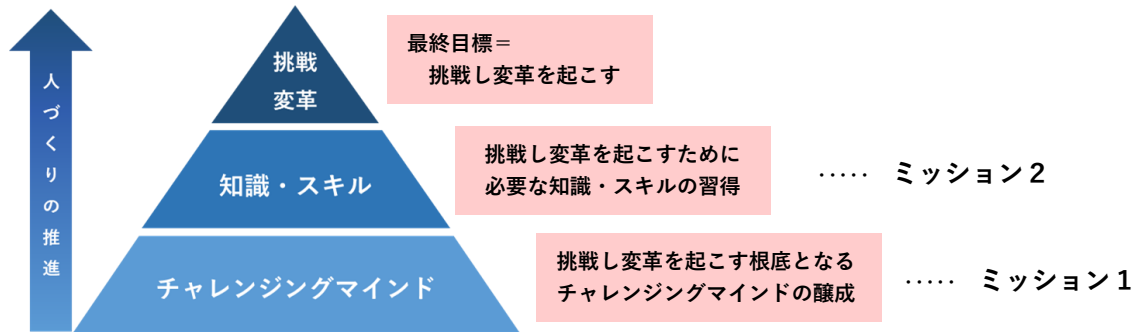 人づくりの推進
挑戦
変革
最終目標＝
挑戦し変革を起こす
知識・スキル
挑戦し変革を起こすために
必要な知識・スキルの習得
····· ミッション２
チャレンジングマインド
挑戦し変革を起こす根底となる
チャレンジングマインドの醸成
····· ミッション１